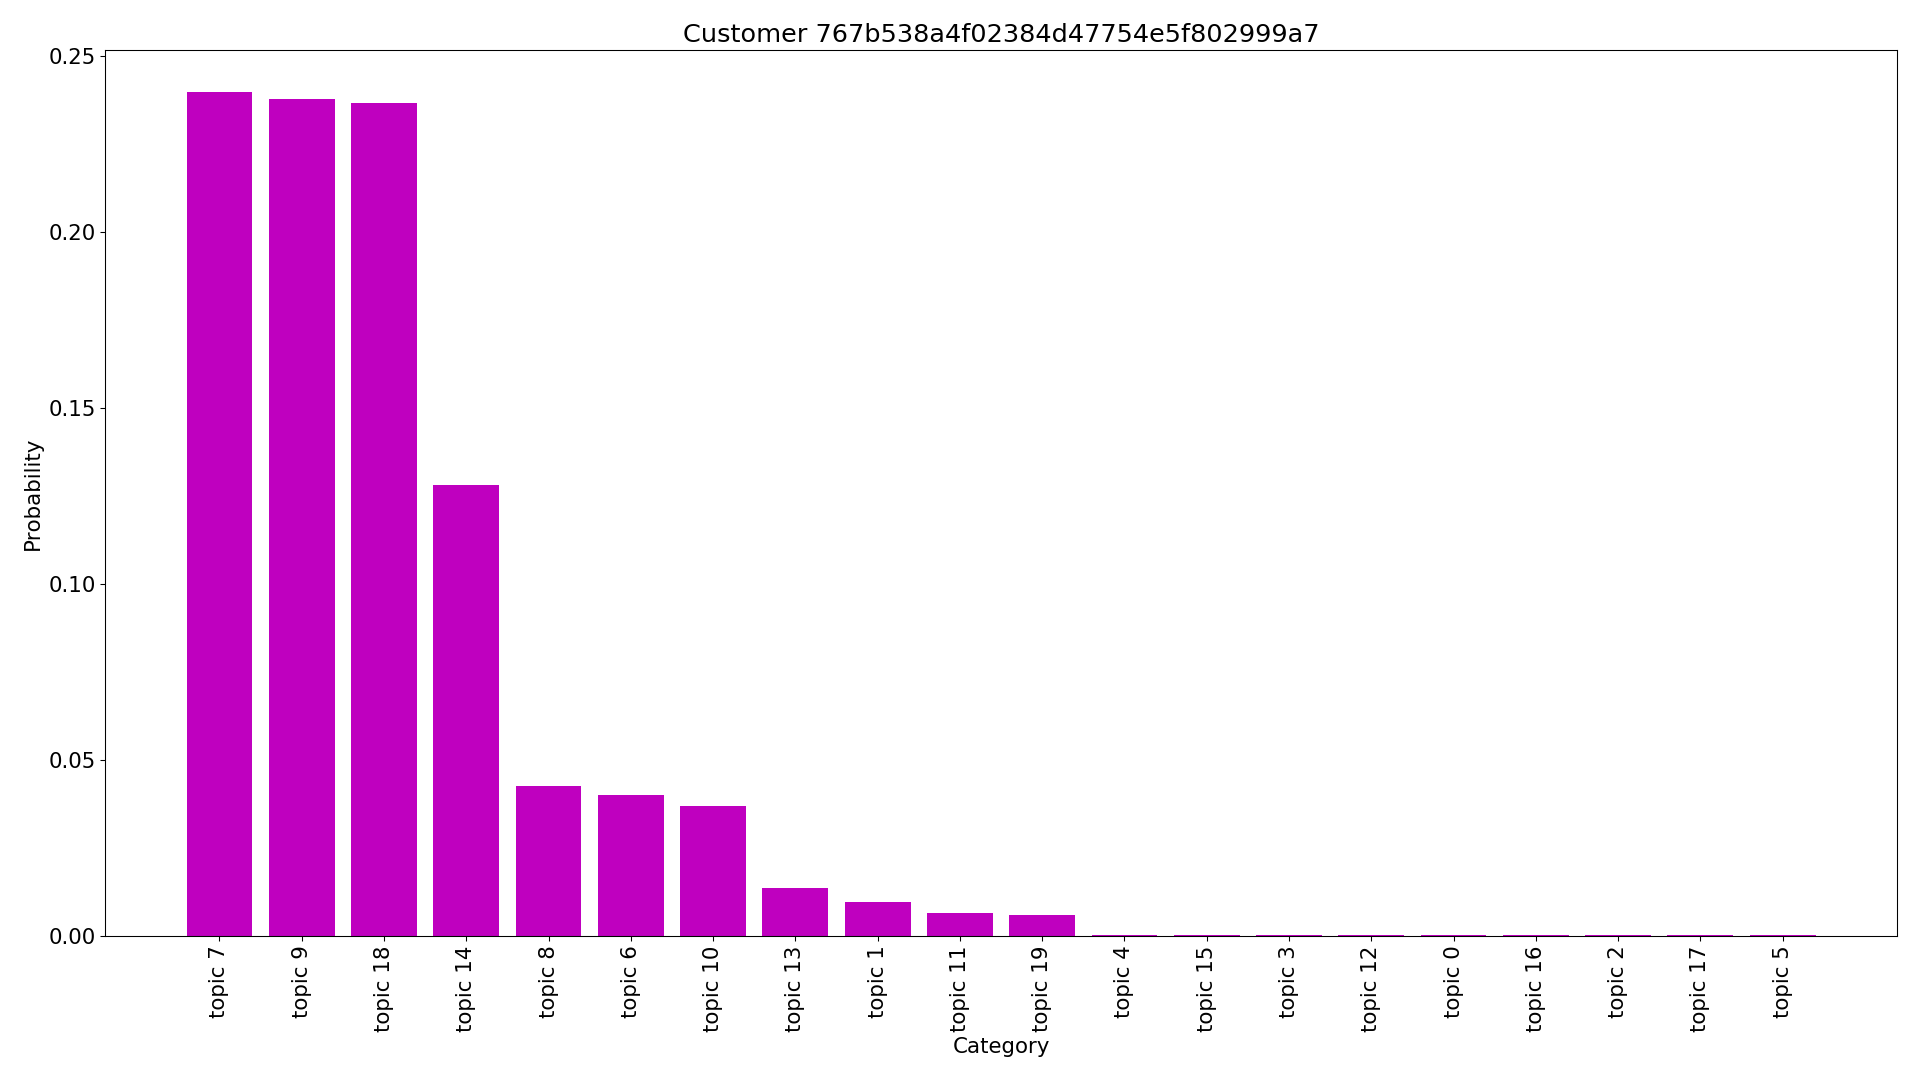 Customer 767b538a4f02384d47754e5f802999a7
0.25
0.20
0.15
0.10
0.05
0.00
Probability
topic 7
topic 9
topic 18
topic 14
topic 8
topic 6
topic 10
topic 13
topic 1
topic 11
topic 19
topic 4
topic 15
topic 3
topic 12
topic 0
topic 16
topic 2
topic 17
topic 5
Category